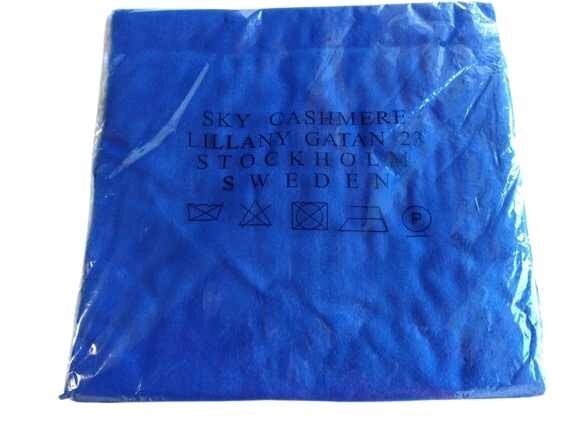 SKY CASHMERE
LILLANY GATAN 23
STOCKHOLM
SWEDEN
P